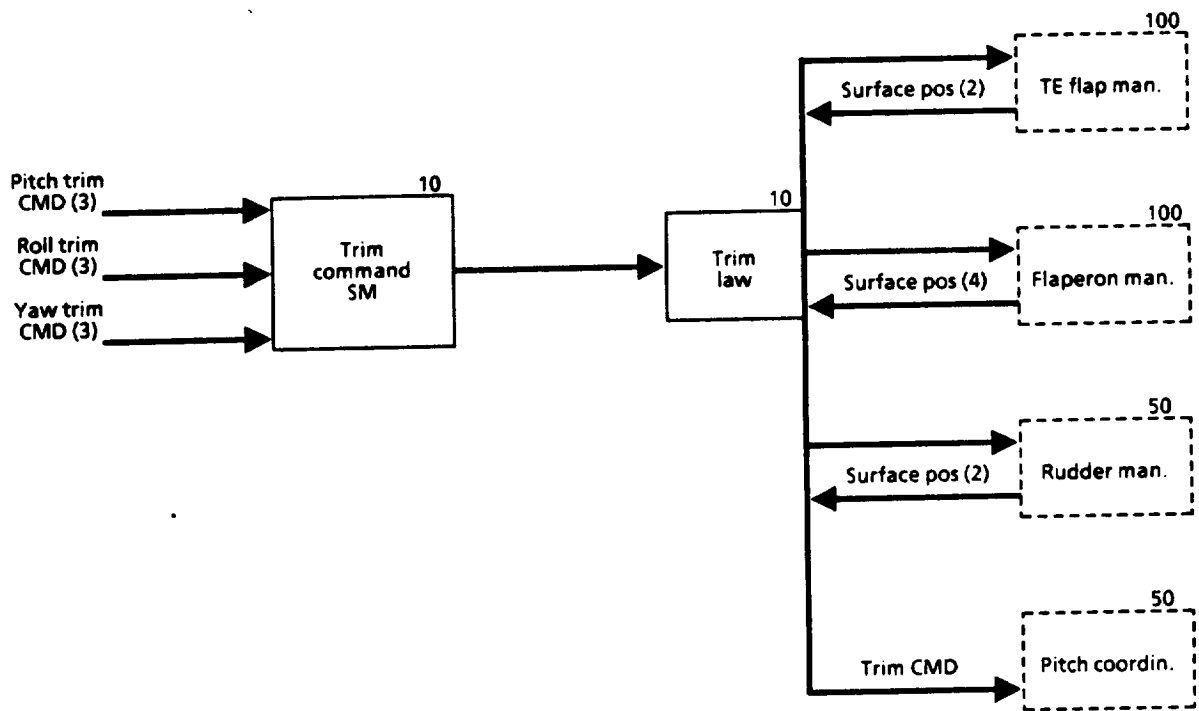 100
Surface pos (2)
TE flap man.
Pitch trim
CMD (3)
10
10
100
Roll trim
CMD (3)
Trim
command
SM
Trim
law
Surface pos (4)
Flaperon man.
Yaw trim
CMD (3)
50
Surface pos (2)
Rudder man.
50
Trim CMD
Pitch coordin.